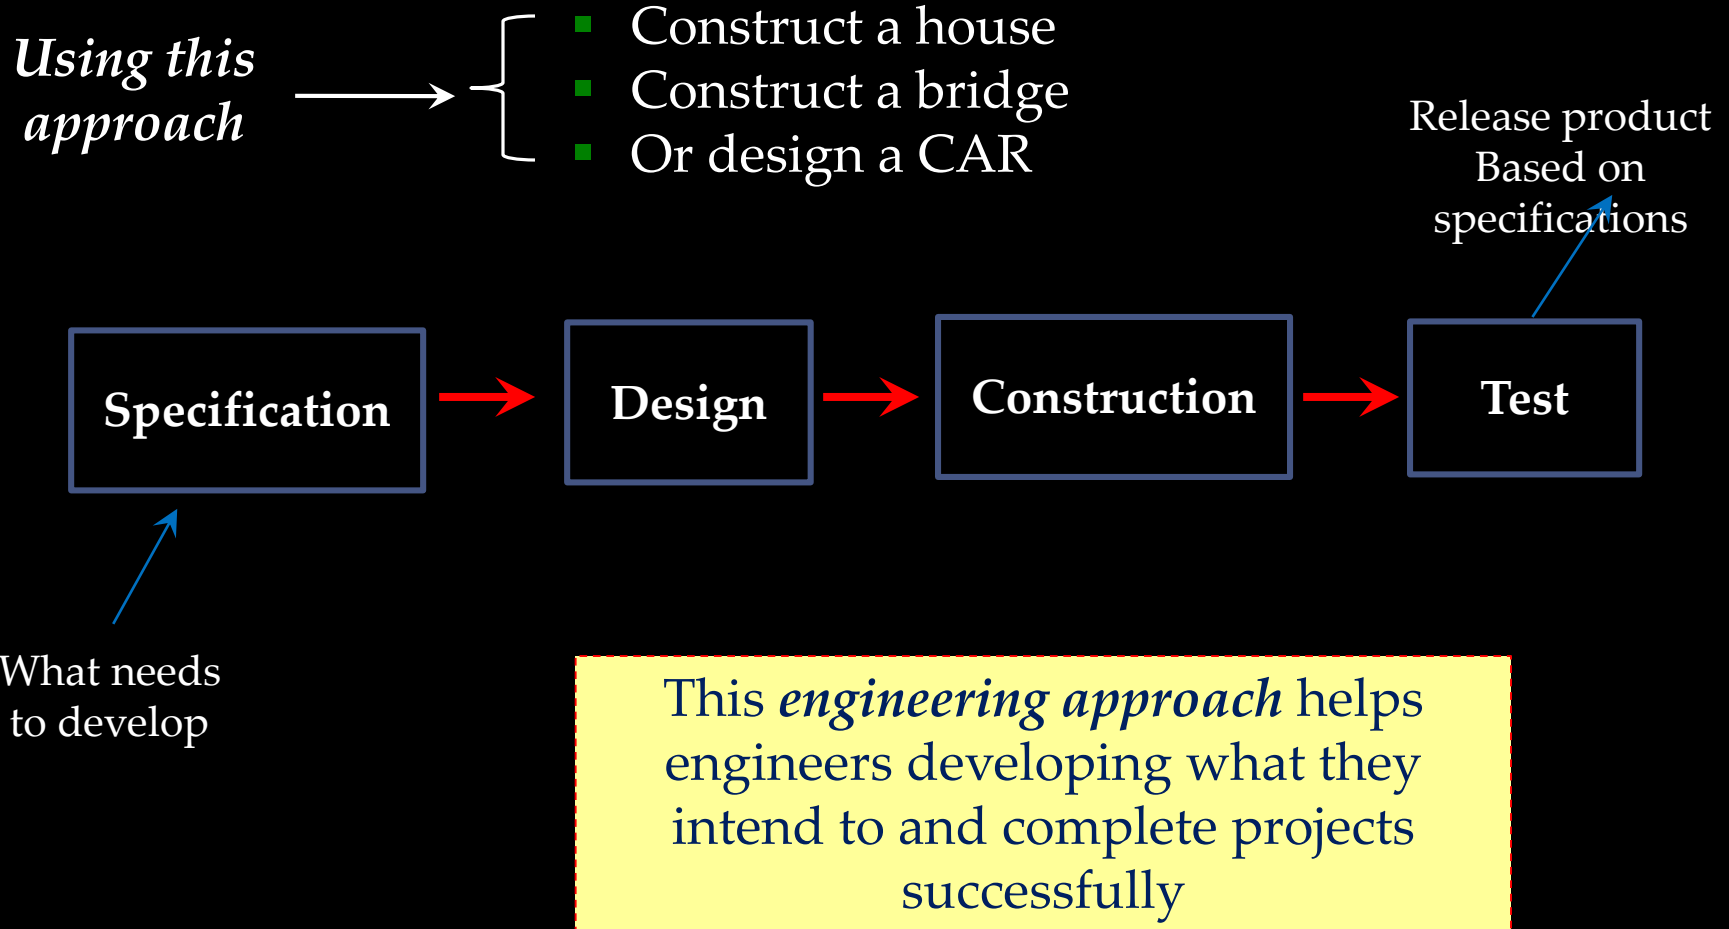 Using this
approach
Construct a house
Construct a bridge
Or design a CAR
Release product
Based on
specifications
Specification
Design
Construction
Test
What needs
to develop
This engineering approach helps
engineers developing what they
intend to and complete projects
successfully